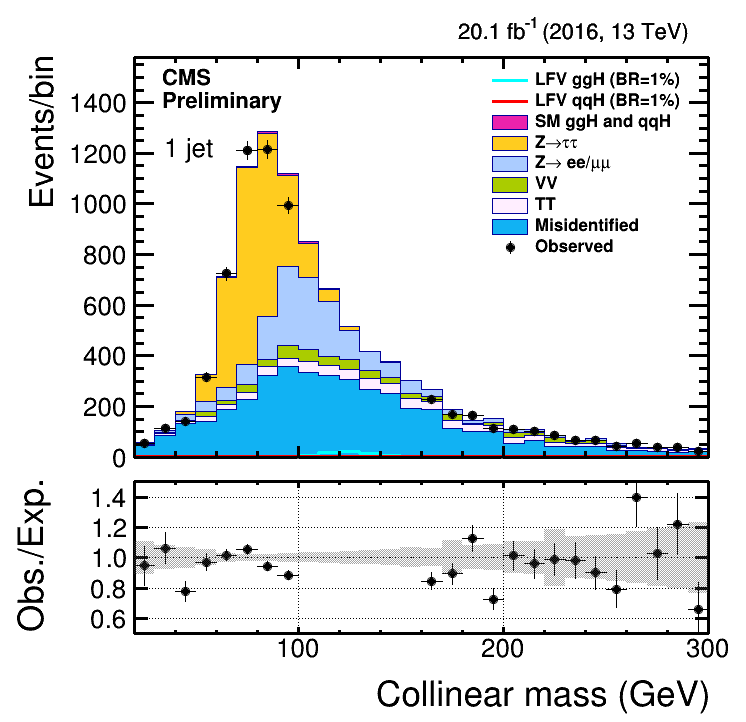 20.1 fb⁻¹ (2016, 13 TeV)
Events/bin
1400
1200
1000
800
600
400
200
0
CMS
Preliminary
1 jet
LFV ggH (BR=1%)
LFV qqH (BR=1%)
SM ggH and qqH
Z→ττ
Z→ ee/μμ
VV
TT
Misidentified
Observed
Obs./Exp.
1.4
1.2
1.0
0.8
0.6
100 200 300
Collinear mass (GeV)